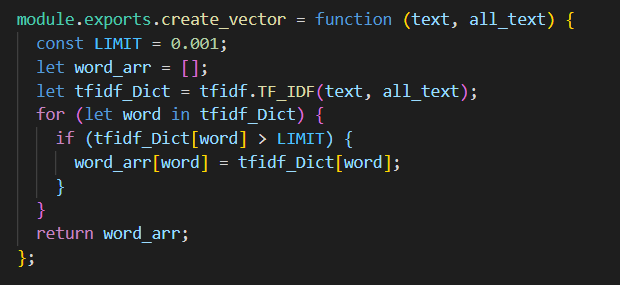 module.exports.create_vector = function (text, all_text) {
  const LIMIT = 0.001;
  let word_arr = [];
  let tfidf_Dict = tfidf.TF_IDF(text, all_text);
  for (let word in tfidf_Dict) {
    if (tfidf_Dict[word] > LIMIT) {
      word_arr[word] = tfidf_Dict[word];
    }
  }
  return word_arr;
};